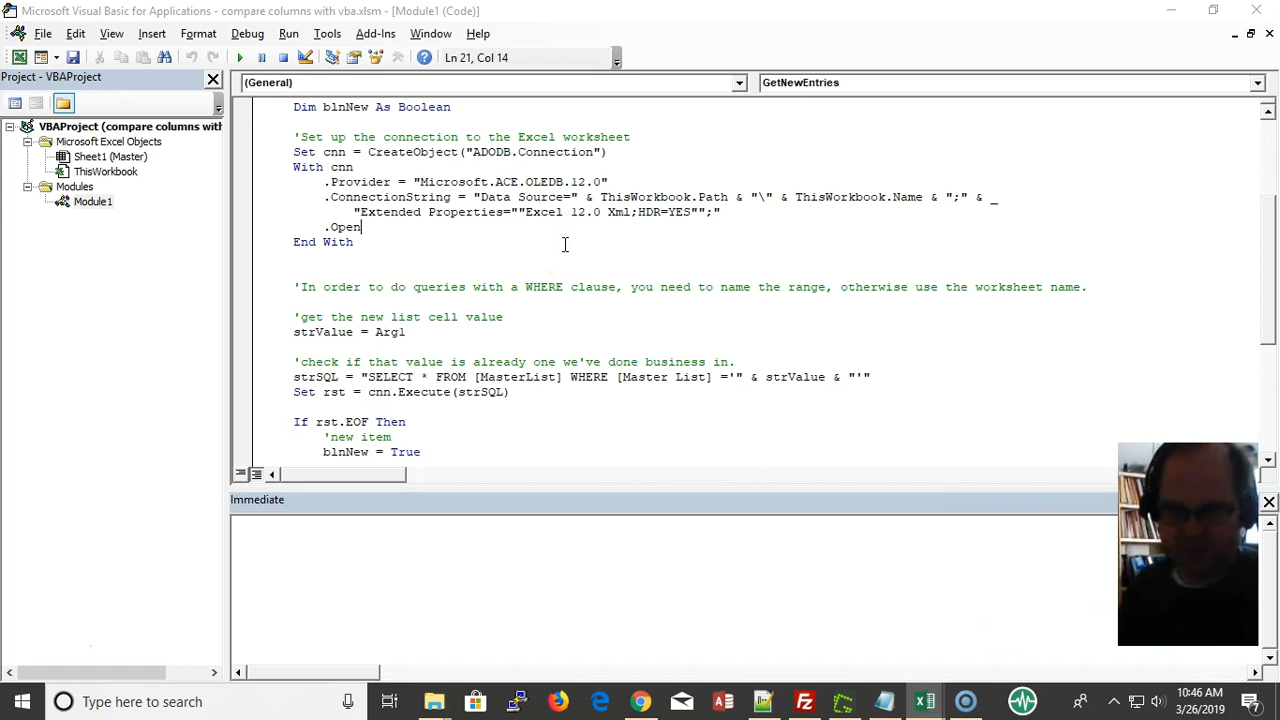 Microsoft Visual Basic for Applications - compare columns with vba.xlsm - [Module1 (Code)]
File Edit View Insert Format Debug Run Tools Add-Ins Window Help
Ln 21, Col 14
Project - VBAProject
(General)
GetNewEntries
VBAProject (compare columns with
Microsoft Excel Objects
Sheet1 (Master)
ThisWorkbook
Modules
Module1
Dim blnNew As Boolean
'Set up the connection to the Excel worksheet
Set cnn = CreateObject("ADODB.Connection")
With cnn
.Provider = "Microsoft.ACE.OLEDB.12.0"
.ConnectionString = "Data Source=" & ThisWorkbook.Path & "\" & ThisWorkbook.Name & ";" & _
"Extended Properties=""Excel 12.0 Xml;HDR=YES"";"
.Open
End With
'In order to do queries with a WHERE clause, you need to name the range, otherwise use the worksheet name.
'get the new list cell value
strValue = Arg1
'check if that value is already one we've done business in.
strSQL = "SELECT * FROM [MasterList] WHERE [Master List] ='" & strValue & "'"
Set rst = cnn.Execute(strSQL)
If rst.EOF Then
'new item
blnNew = True
Immediate
Type here to search
10:46 AM
3/26/2019
7